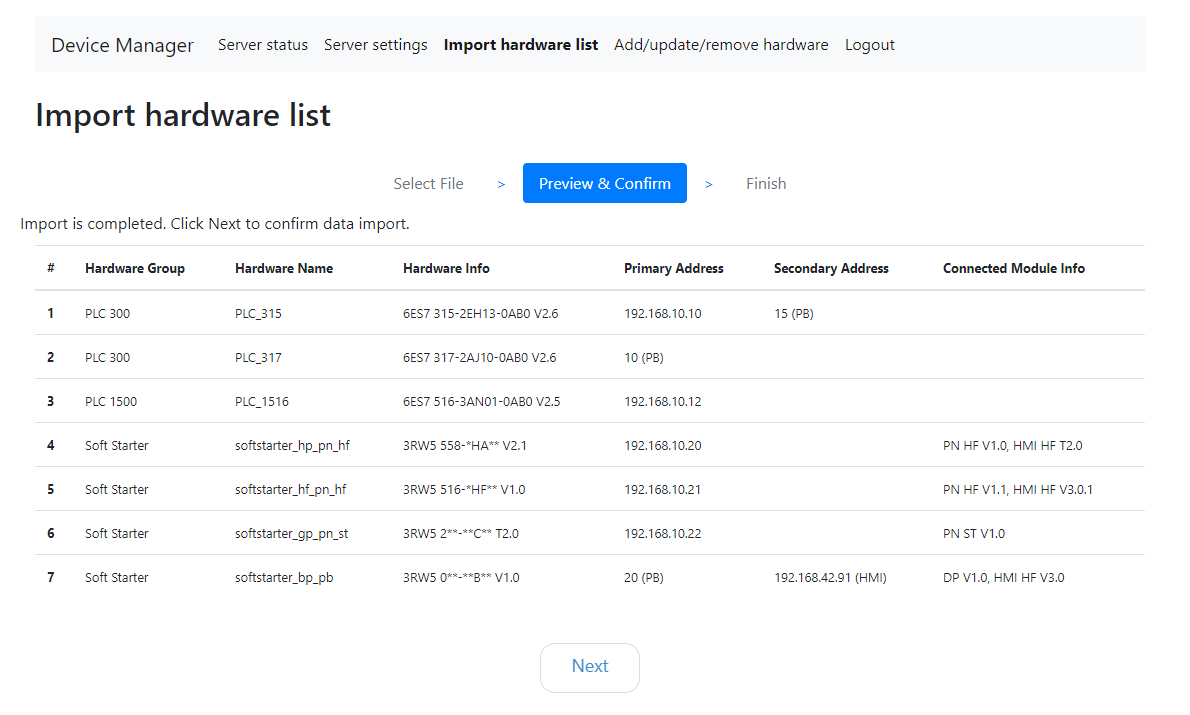 Device Manager Server status Server settings Import hardware list Add/update/remove hardware Logout
Import hardware list
Select File > Preview & Confirm > Finish
Import is completed. Click Next to confirm data import.
# Hardware Group Hardware Name Hardware Info Primary Address Secondary Address Connected Module Info
1 PLC 300 PLC_315 6ES7 315-2EH13-0AB0 V2.6 192.168.10.10 15 (PB)
2 PLC 300 PLC_317 6ES7 317-2AJ10-0AB0 V2.6 10 (PB)
3 PLC 1500 PLC_1516 6ES7 516-3AN01-0AB0 V2.5 192.168.10.12
4 Soft Starter softstarter_hp_pn_hf 3RW5 558-*HA** V2.1 192.168.10.20 PN HF V1.0, HMI HF T2.0
5 Soft Starter softstarter_hf_pn_hf 3RW5 516-*HF** V1.0 192.168.10.21 PN HF V1.1, HMI HF V3.0.1
6 Soft Starter softstarter_gp_pn_st 3RW5 2**-**C** T2.0 192.168.10.22 PN ST V1.0
7 Soft Starter softstarter_bp_pb 3RW5 0**-**B** V1.0 20 (PB) 192.168.42.91 (HMI) DP V1.0, HMI HF V3.0
Next